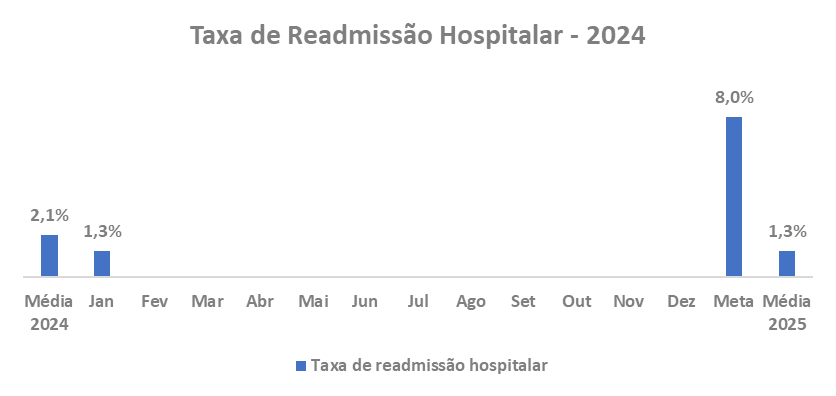 Taxa de Readmissão Hospitalar - 2024
8,0%
2,1%
1,3%
1,3%
Média Jan Fev Mar Abr Mai Jun Jul Ago Set Out Nov Dez Meta Média
2024 2025
Taxa de readmissão hospitalar